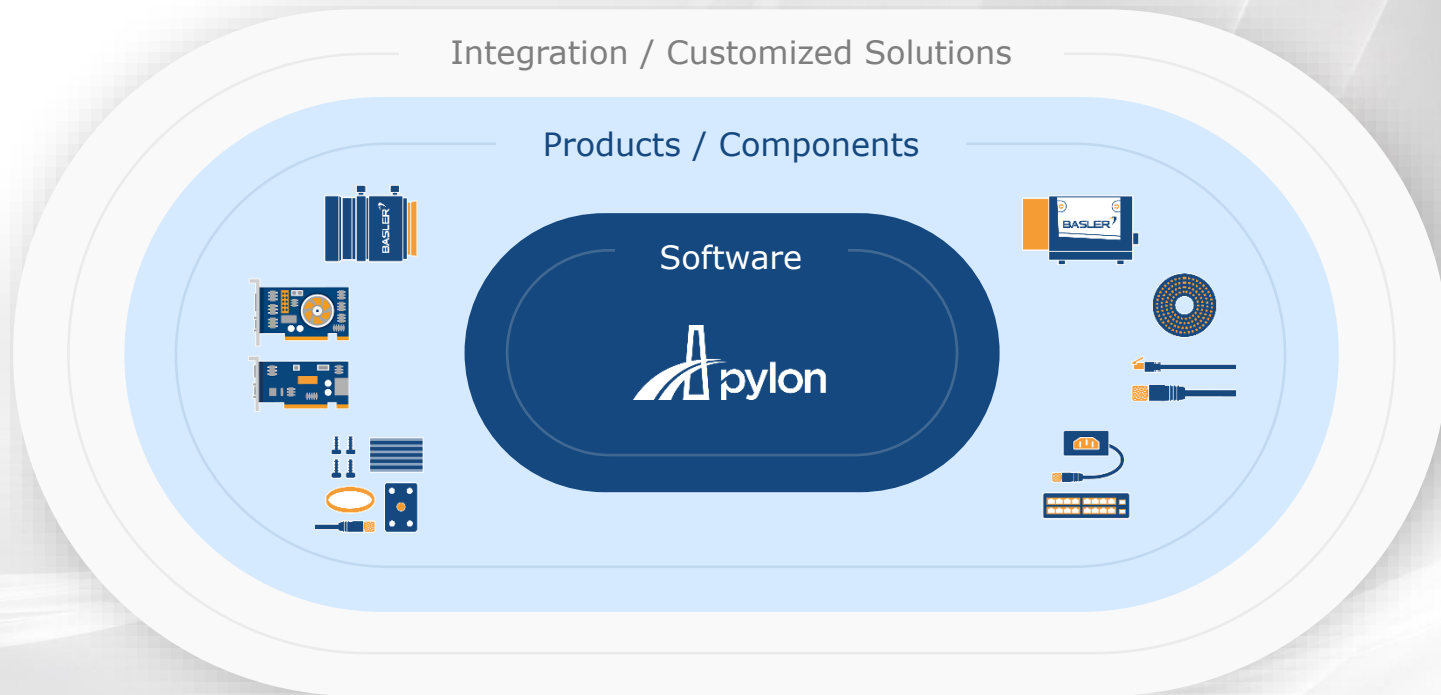 Integration / Customized Solutions
Products / Components
BASLER
BASLER
Software
pylon